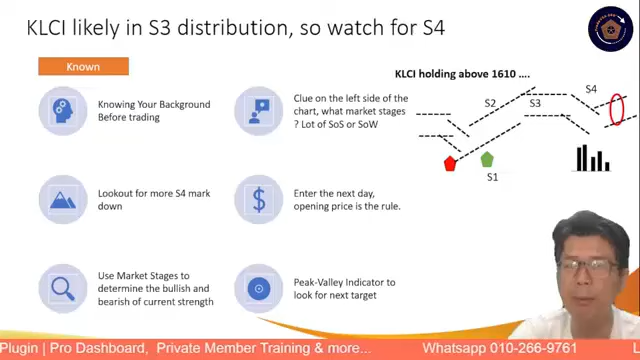 KLCI likely in S3 distribution, so watch for S4
Known
Knowing Your Background
Before trading
Clue on the left side of the
chart, what market stages
? Lot of SoS or SoW
Lookout for more S4 mark
down
Enter the next day,
opening price is the rule.
Use Market Stages to
determine the bullish and
bearish of current strength
Peak-Valley Indicator to
look for next target
KLCI holding above 1610 ....
S4
S2
S3
S1
Plugin | Pro Dashboard, Private Member Training & more...
Whatsapp 010-266-9761
L